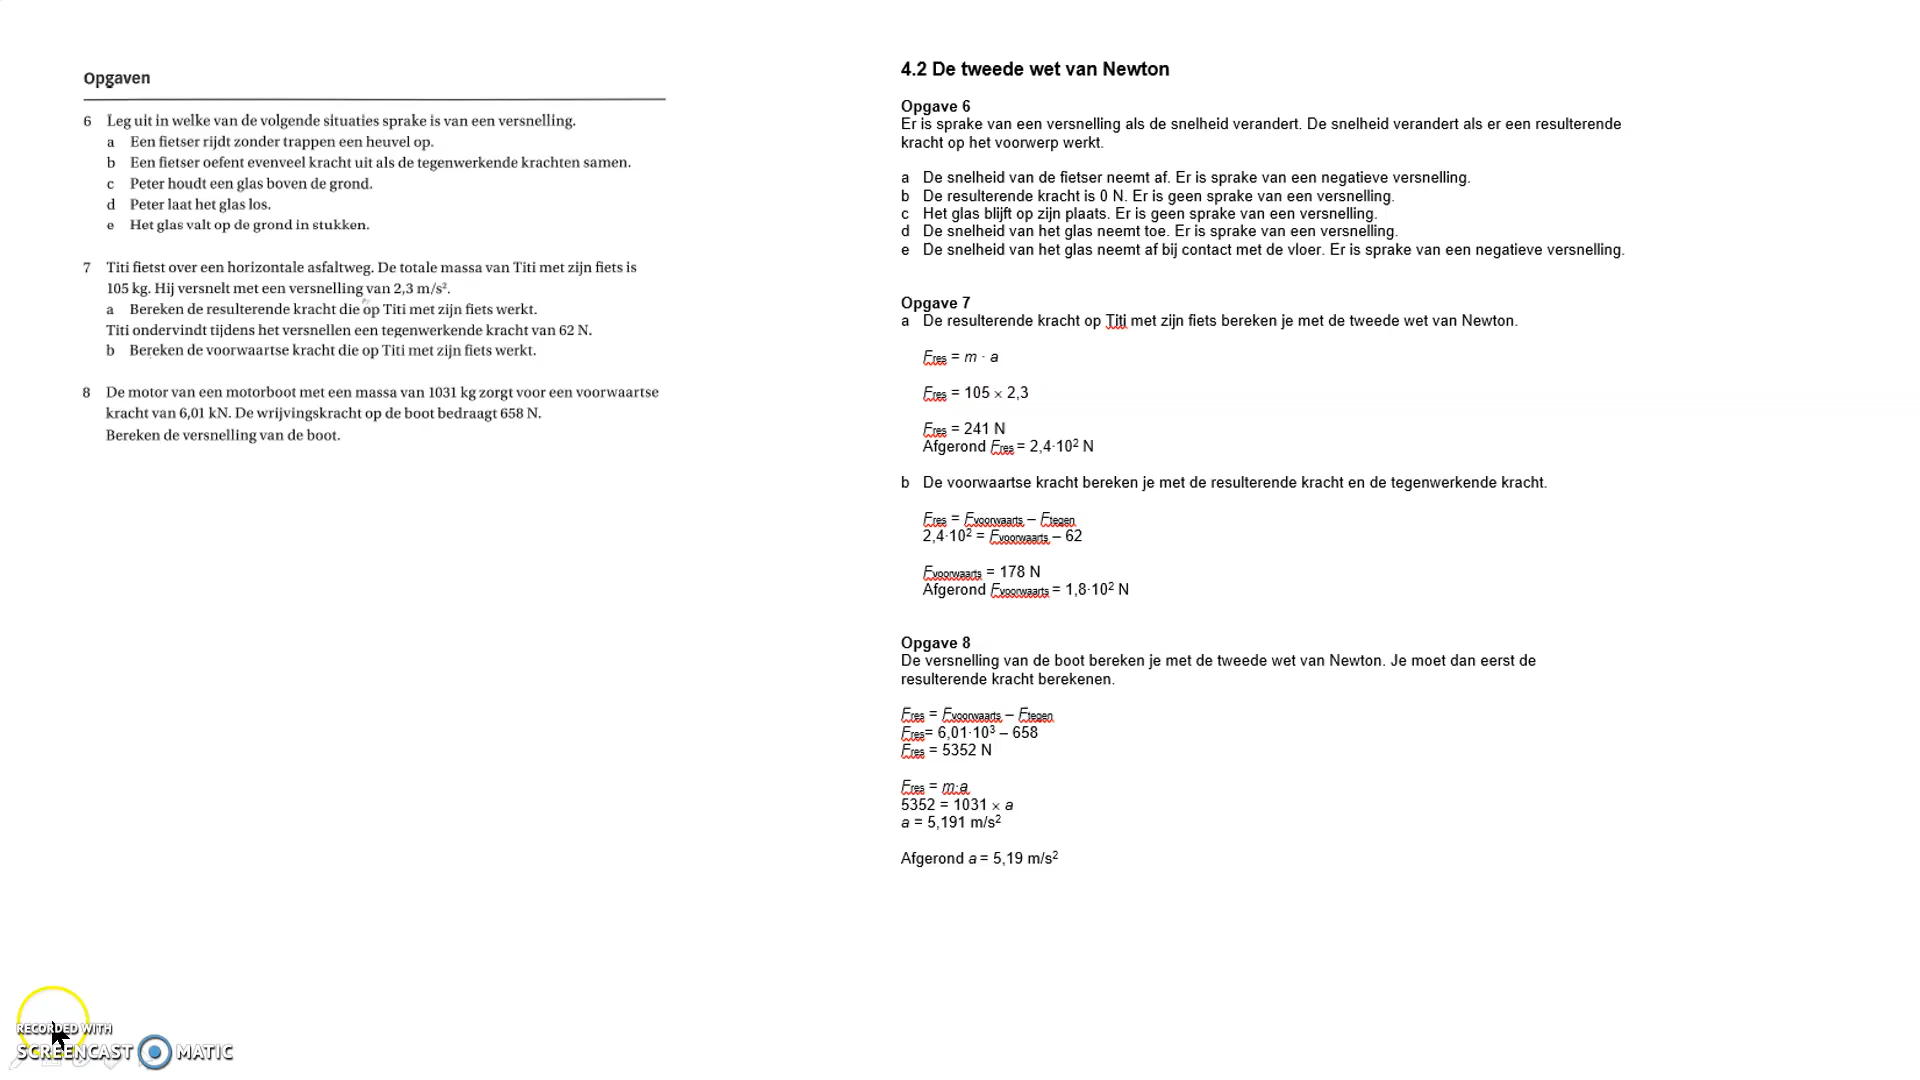 Opgaven
6 Leg uit in welke van de volgende situaties sprake is van een versnelling.
a Een fietser rijdt zonder trappen een heuvel op.
b Een fietser oefent evenveel kracht uit als de tegenwerkende krachten samen.
c Peter houdt een glas boven de grond.
d Peter laat het glas los.
e Het glas valt op de grond in stukken.
7 Titi fietst over een horizontale asfaltweg. De totale massa van Titi met zijn fiets is
105 kg. Hij versnelt met een versnelling van 2,3 m/s².
a Bereken de resulterende kracht die op Titi met zijn fiets werkt.
Titi ondervindt tijdens het versnellen een tegenwerkende kracht van 62 N.
b Bereken de voorwaartse kracht die op Titi met zijn fiets werkt.
8 De motor van een motorboot met een massa van 1031 kg zorgt voor een voorwaartse
kracht van 6,01 kN. De wrijvingskracht op de boot bedraagt 658 N.
Bereken de versnelling van de boot.
4.2 De tweede wet van Newton
Opgave 6
Er is sprake van een versnelling als de snelheid verandert. De snelheid verandert als er een resulterende
kracht op het voorwerp werkt.
a De snelheid van de fietser neemt af. Er is sprake van een negatieve versnelling.
b De resulterende kracht is 0 N. Er is geen sprake van een versnelling.
c Het glas blijft op zijn plaats. Er is geen sprake van een versnelling.
d De snelheid van het glas neemt toe. Er is sprake van een versnelling.
e De snelheid van het glas neemt af bij contact met de vloer. Er is sprake van een negatieve versnelling.
Opgave 7
a De resulterende kracht op Titi met zijn fiets bereken je met de tweede wet van Newton.
Fres = m · a
Fres = 105 × 2,3
Fres = 241 N
Afgerond Fres = 2,4·10² N
b De voorwaartse kracht bereken je met de resulterende kracht en de tegenwerkende kracht.
Fres = Fvoorwaarts – Ftegen
2,4·10² = Fvoorwaarts – 62
Fvoorwaarts = 178 N
Afgerond Fvoorwaarts = 1,8·10² N
Opgave 8
De versnelling van de boot bereken je met de tweede wet van Newton. Je moet dan eerst de
resulterende kracht berekenen.
Fres = Fvoorwaarts – Ftegen
Fres= 6,01·10³ – 658
Fres = 5352 N
Fres = m·a
5352 = 1031 × a
a = 5,191 m/s²
Afgerond a = 5,19 m/s²
RECORDED WITH
SCREENCAST MATIC